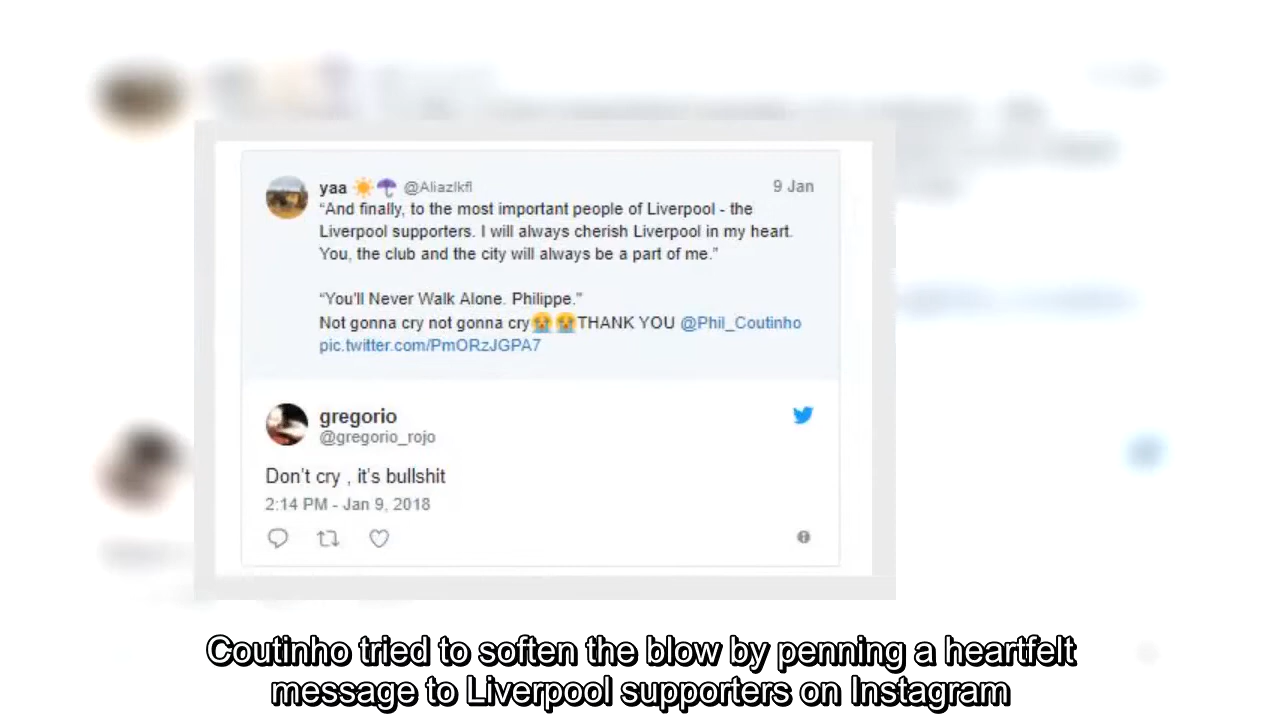 yaa ☀️☂️ @Aliazlkfl 9 Jan
“And finally, to the most important people of Liverpool - the
Liverpool supporters. I will always cherish Liverpool in my heart.
You, the club and the city will always be a part of me.”
“You'll Never Walk Alone. Philippe.”
Not gonna cry not gonna cry😭😭THANK YOU @Phil_Coutinho
pic.twitter.com/PmORzJGPA7
gregorio
@gregorio_rojo
Don't cry , it's bullshit
2:14 PM - Jan 9, 2018
Coutinho tried to soften the blow by penning a heartfelt
message to Liverpool supporters on Instagram